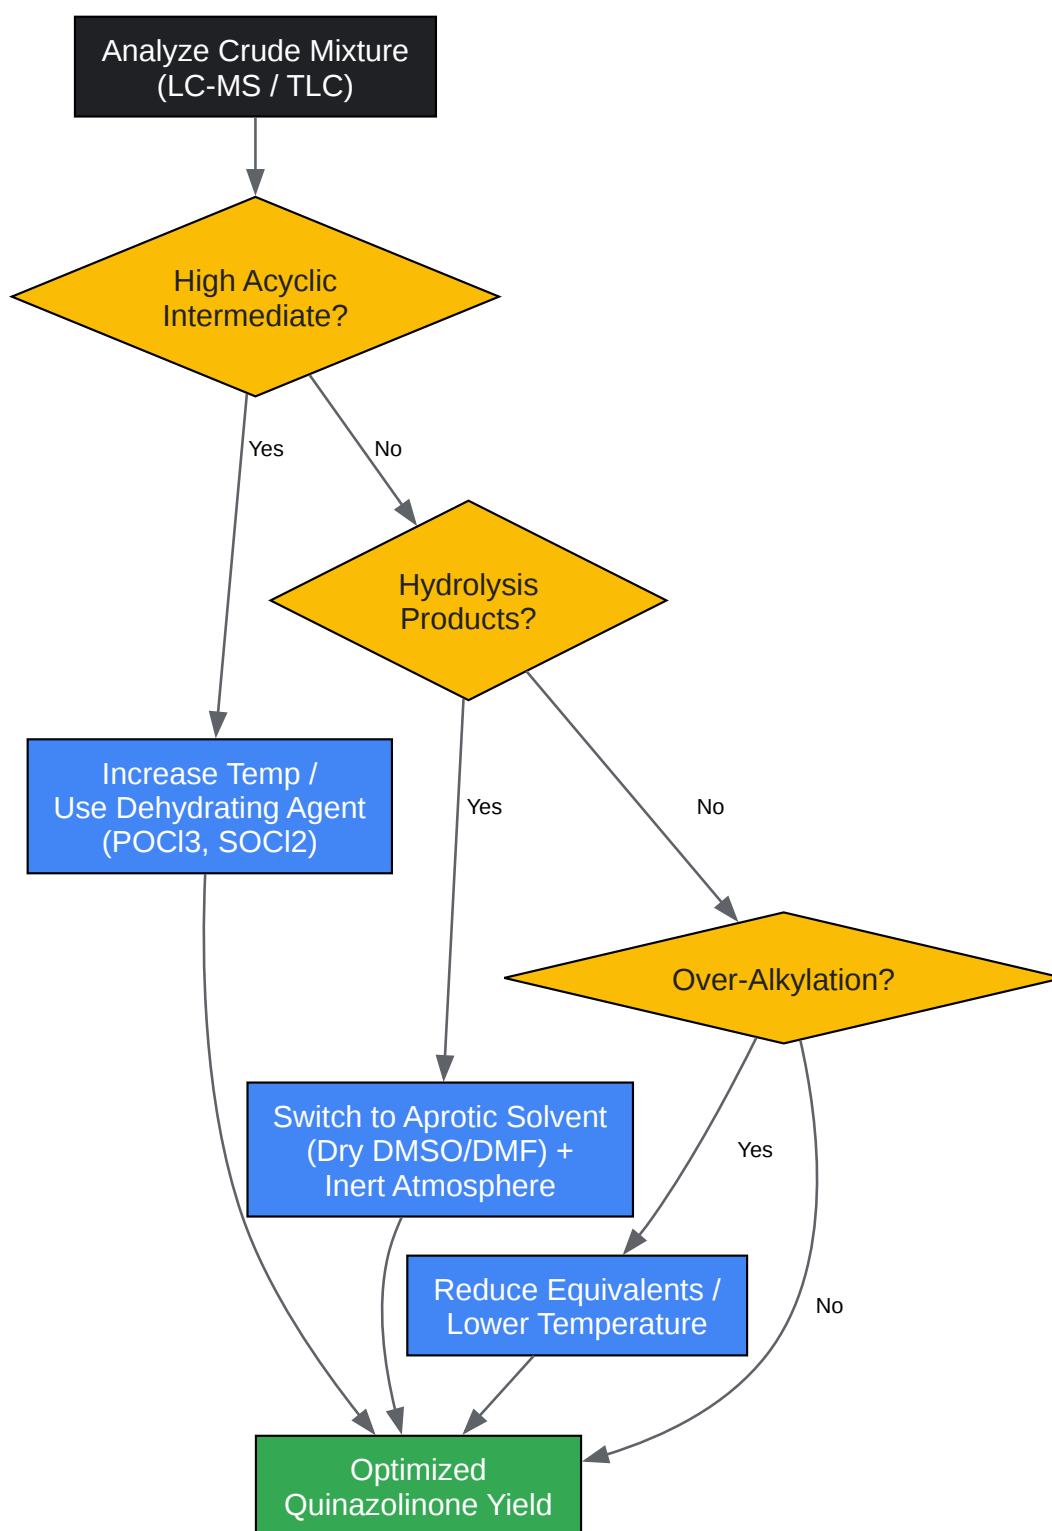 Analyze Crude Mixture
(LC-MS / TLC)
High Acyclic
Intermediate?
Yes
No
Hydrolysis
Products?
Increase Temp /
Use Dehydrating Agent
(POCl3, SOCl2)
Yes
No
Over-Alkylation?
Switch to Aprotic Solvent
(Dry DMSO/DMF) +
Inert Atmosphere
Yes
Reduce Equivalents /
Lower Temperature
No
Optimized
Quinazolinone Yield